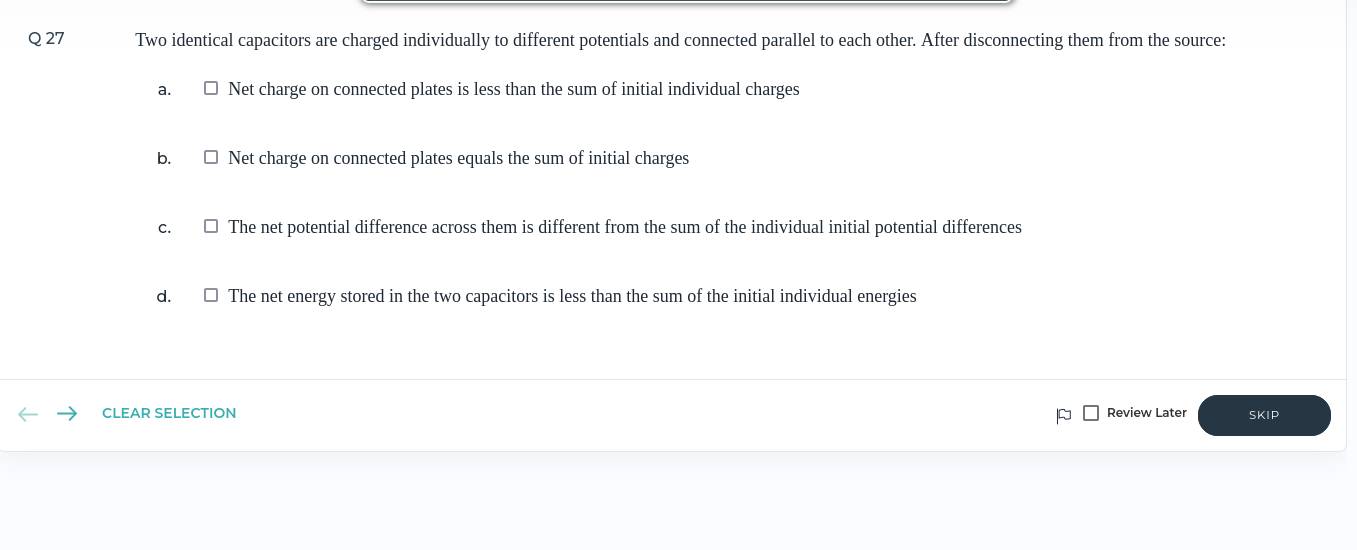 Q 27 Two identical capacitors are charged individually to different potentials and connected parallel to each other. After disconnecting them from the source:
a. Net charge on connected plates is less than the sum of initial individual charges
b. Net charge on connected plates equals the sum of initial charges
c. The net potential difference across them is different from the sum of the individual initial potential differences
d. The net energy stored in the two capacitors is less than the sum of the initial individual energies
CLEAR SELECTION Review Later SKIP